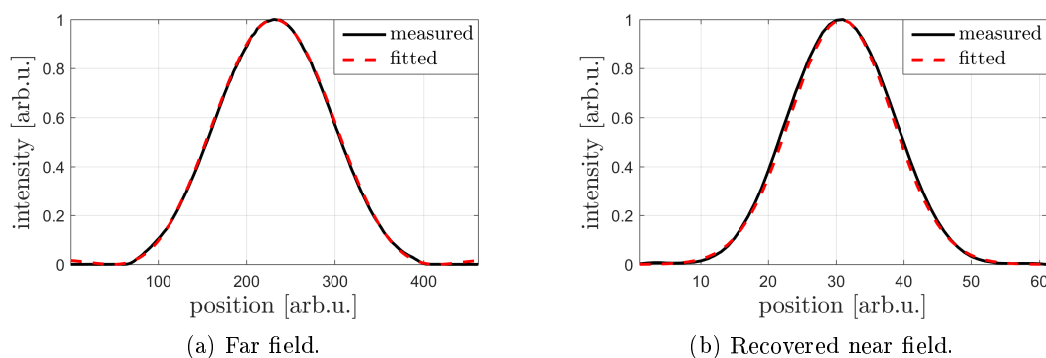 1
0.8
0.6
0.4
0.2
0
100
200
300
400
intensity [arb.u.]
position [arb.u.]
measured
fitted
(a) Far field.
1
0.8
0.6
0.4
0.2
0
10
20
30
40
50
60
intensity [arb.u.]
position [arb.u.]
measured
fitted
(b) Recovered near field.